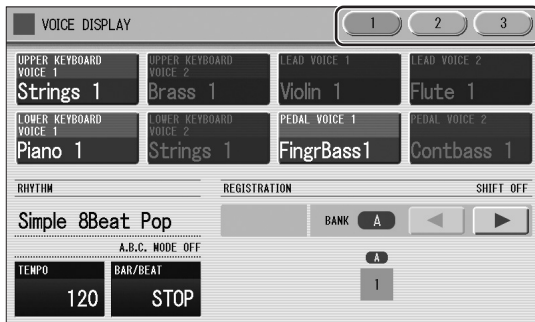 VOICE DISPLAY
1 2 3
UPPER KEYBOARD VOICE 1
Strings 1
UPPER KEYBOARD VOICE 2
Brass 1
LEAD VOICE 1
Violin 1
LEAD VOICE 2
Flute 1
LOWER KEYBOARD VOICE 1
Piano 1
LOWER KEYBOARD VOICE 2
Strings 1
PEDAL VOICE 1
FingrBass1
PEDAL VOICE 2
Contbass 1
RHYTHM
REGISTRATION
SHIFT OFF
Simple 8Beat Pop
BANK A
A.B.C. MODE OFF
A
TEMPO
120
BAR/BEAT
STOP
1